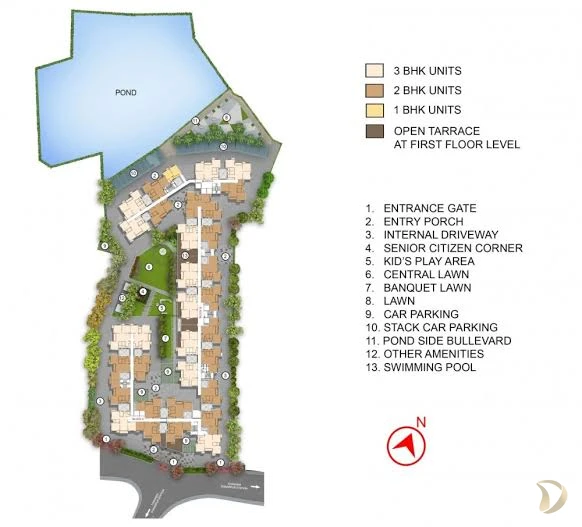 POND
3 BHK UNITS
2 BHK UNITS
1 BHK UNITS
OPEN TARRACE
AT FIRST FLOOR LEVEL
1. ENTRANCE GATE
2. ENTRY PORCH
3. INTERNAL DRIVEWAY
4. SENIOR CITIZEN CORNER
5. KID'S PLAY AREA
6. CENTRAL LAWN
7. BANQUET LAWN
8. LAWN
9. CAR PARKING
10. STACK CAR PARKING
11. POND SIDE BULLEVARD
12. OTHER AMENITIES
13. SWIMMING POOL
N